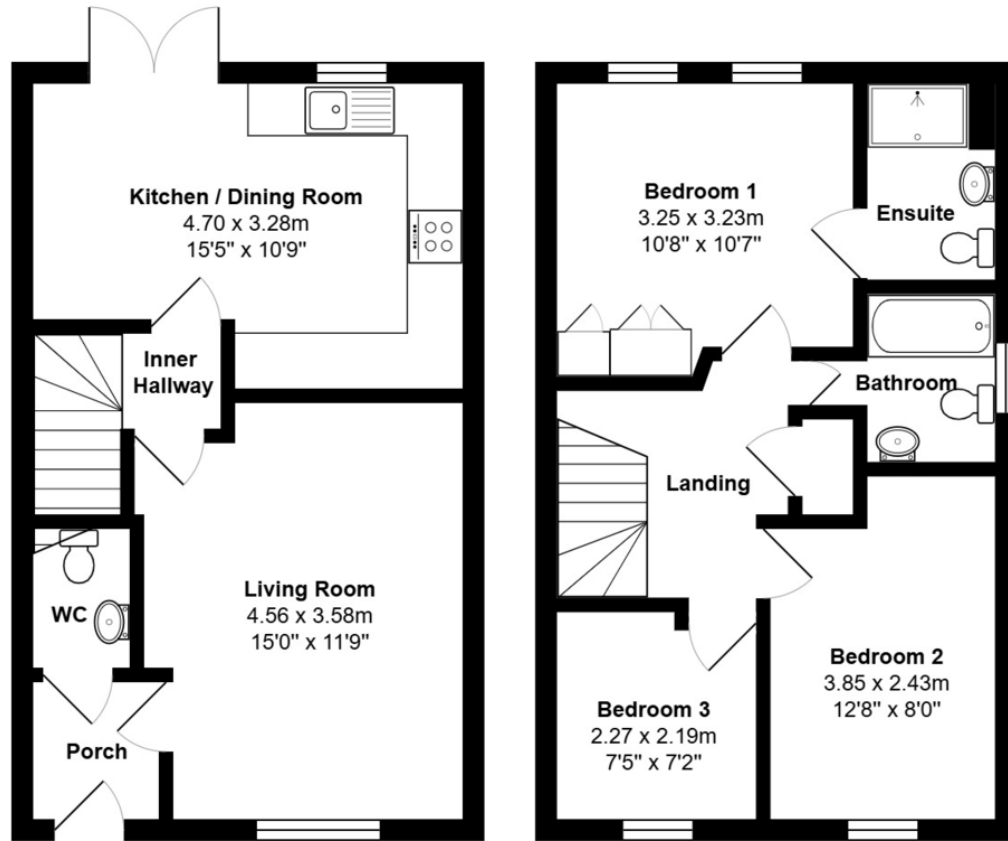 Kitchen / Dining Room
4.70 x 3.28m
15'5" x 10'9"
Inner
Hallway
Living Room
4.56 x 3.58m
15'0" x 11'9"
WC
Porch
Bedroom 1
3.25 x 3.23m
10'8" x 10'7"
Ensuite
Bathroom
Landing
Bedroom 2
3.85 x 2.43m
12'8" x 8'0"
Bedroom 3
2.27 x 2.19m
7'5" x 7'2"